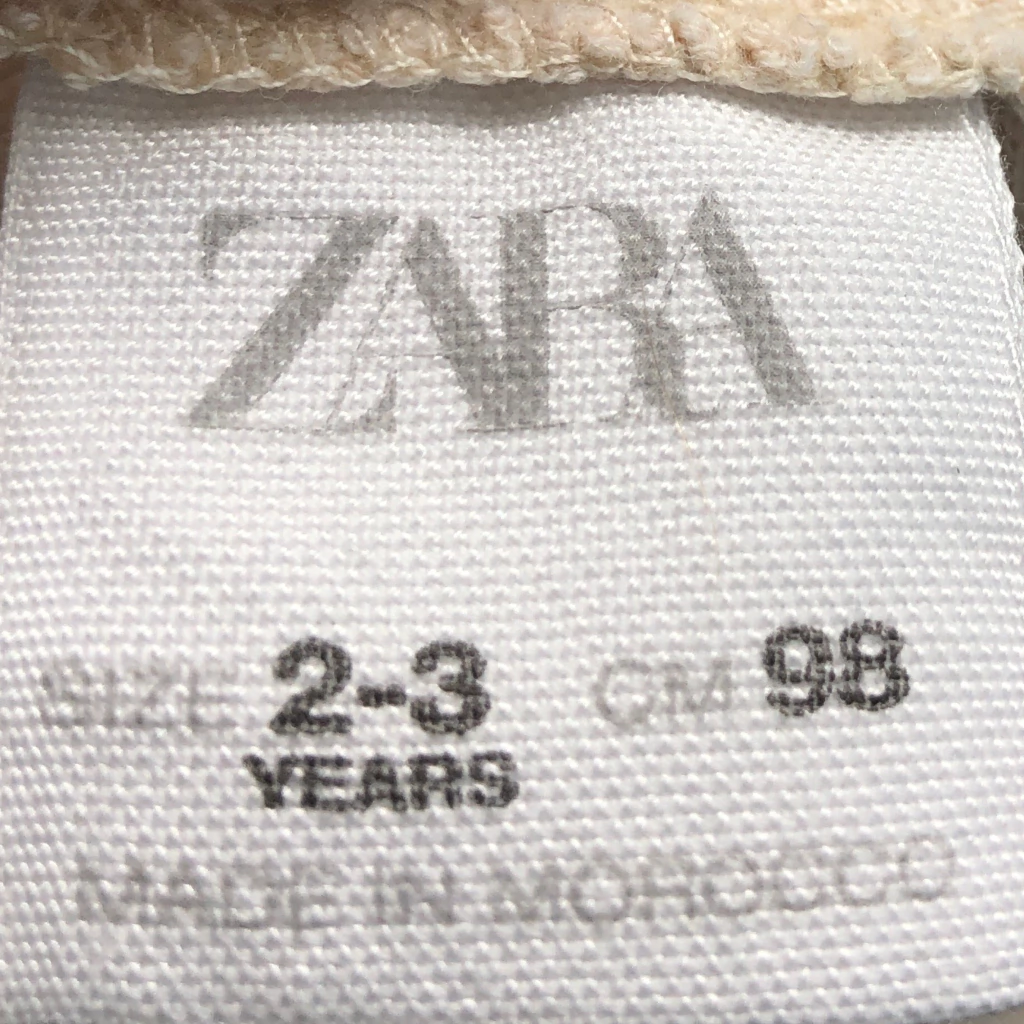 ZARA
SIZE 2-3 CM 98
YEARS
MADE IN MOROCCO